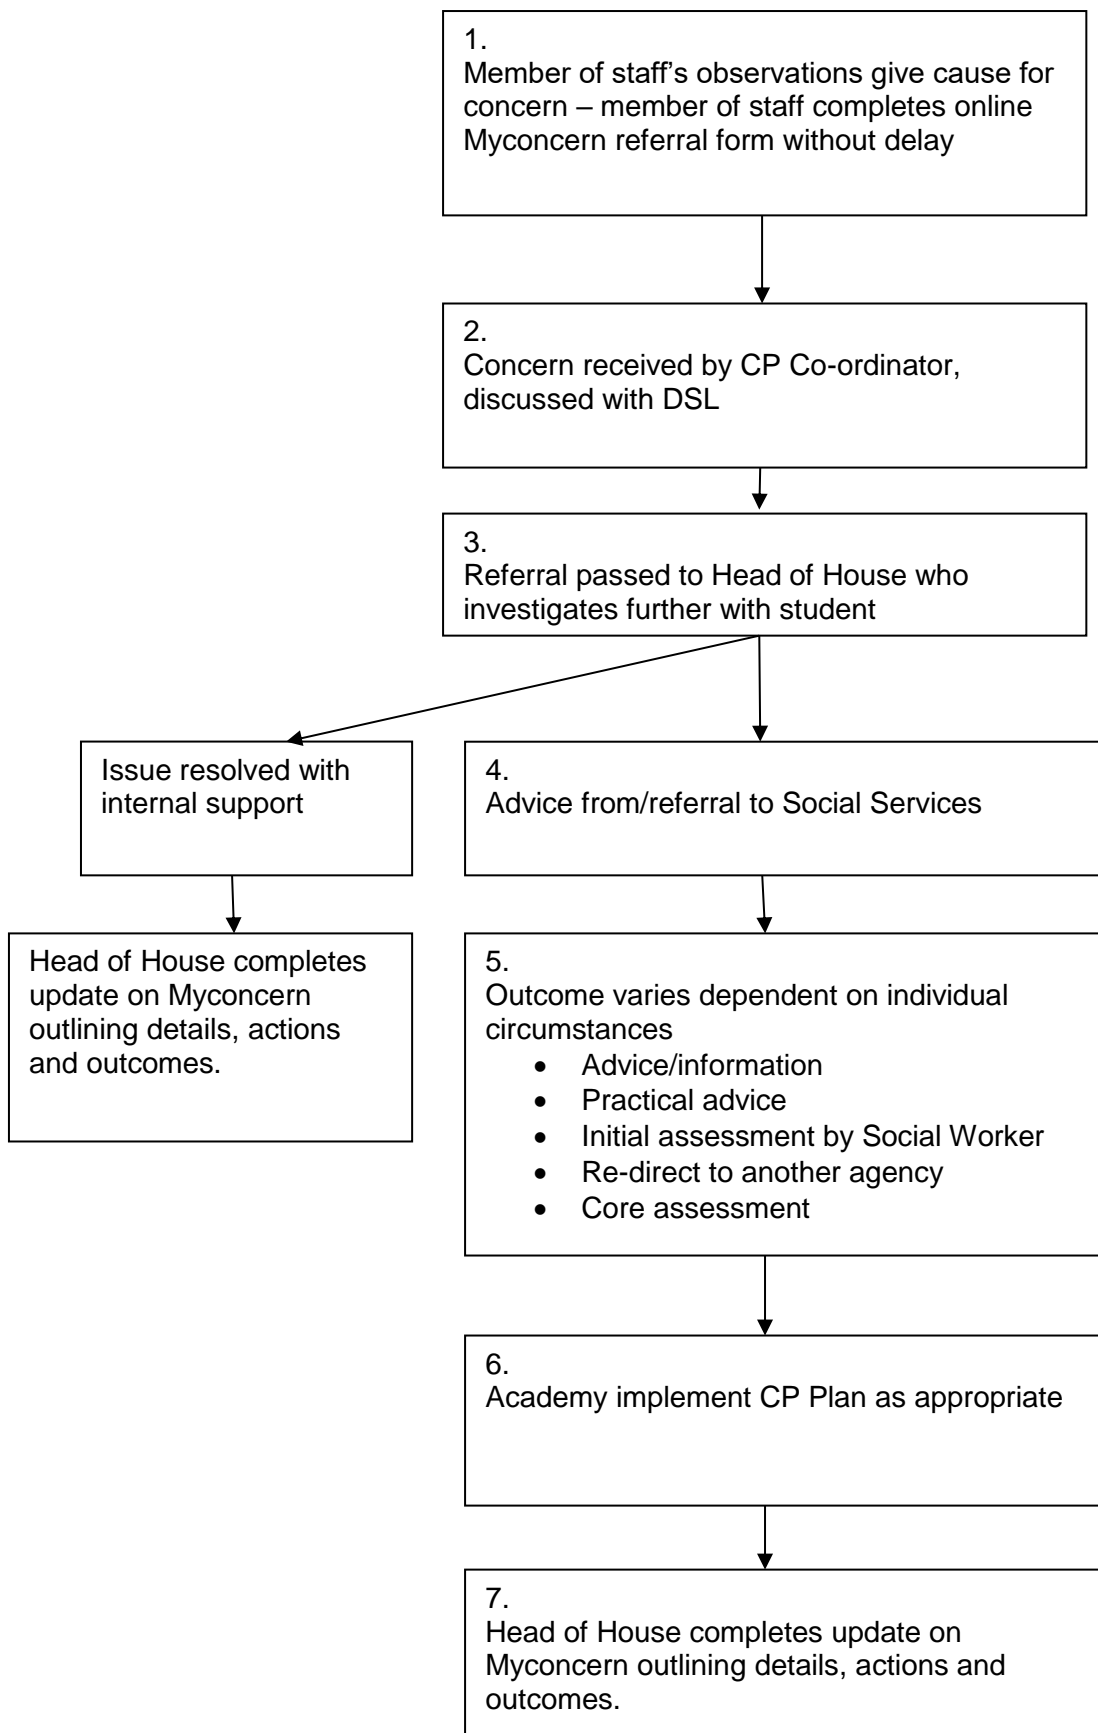 1.
Member of staff’s observations give cause for
concern – member of staff completes online
Myconcern referral form without delay
2.
Concern received by CP Co-ordinator,
discussed with DSL
3.
Referral passed to Head of House who
investigates further with student
Issue resolved with
internal support
Head of House completes
update on Myconcern
outlining details, actions
and outcomes.
4.
Advice from/referral to Social Services
5.
Outcome varies dependent on individual
circumstances
• Advice/information
• Practical advice
• Initial assessment by Social Worker
• Re-direct to another agency
• Core assessment
6.
Academy implement CP Plan as appropriate
7.
Head of House completes update on
Myconcern outlining details, actions and
outcomes.